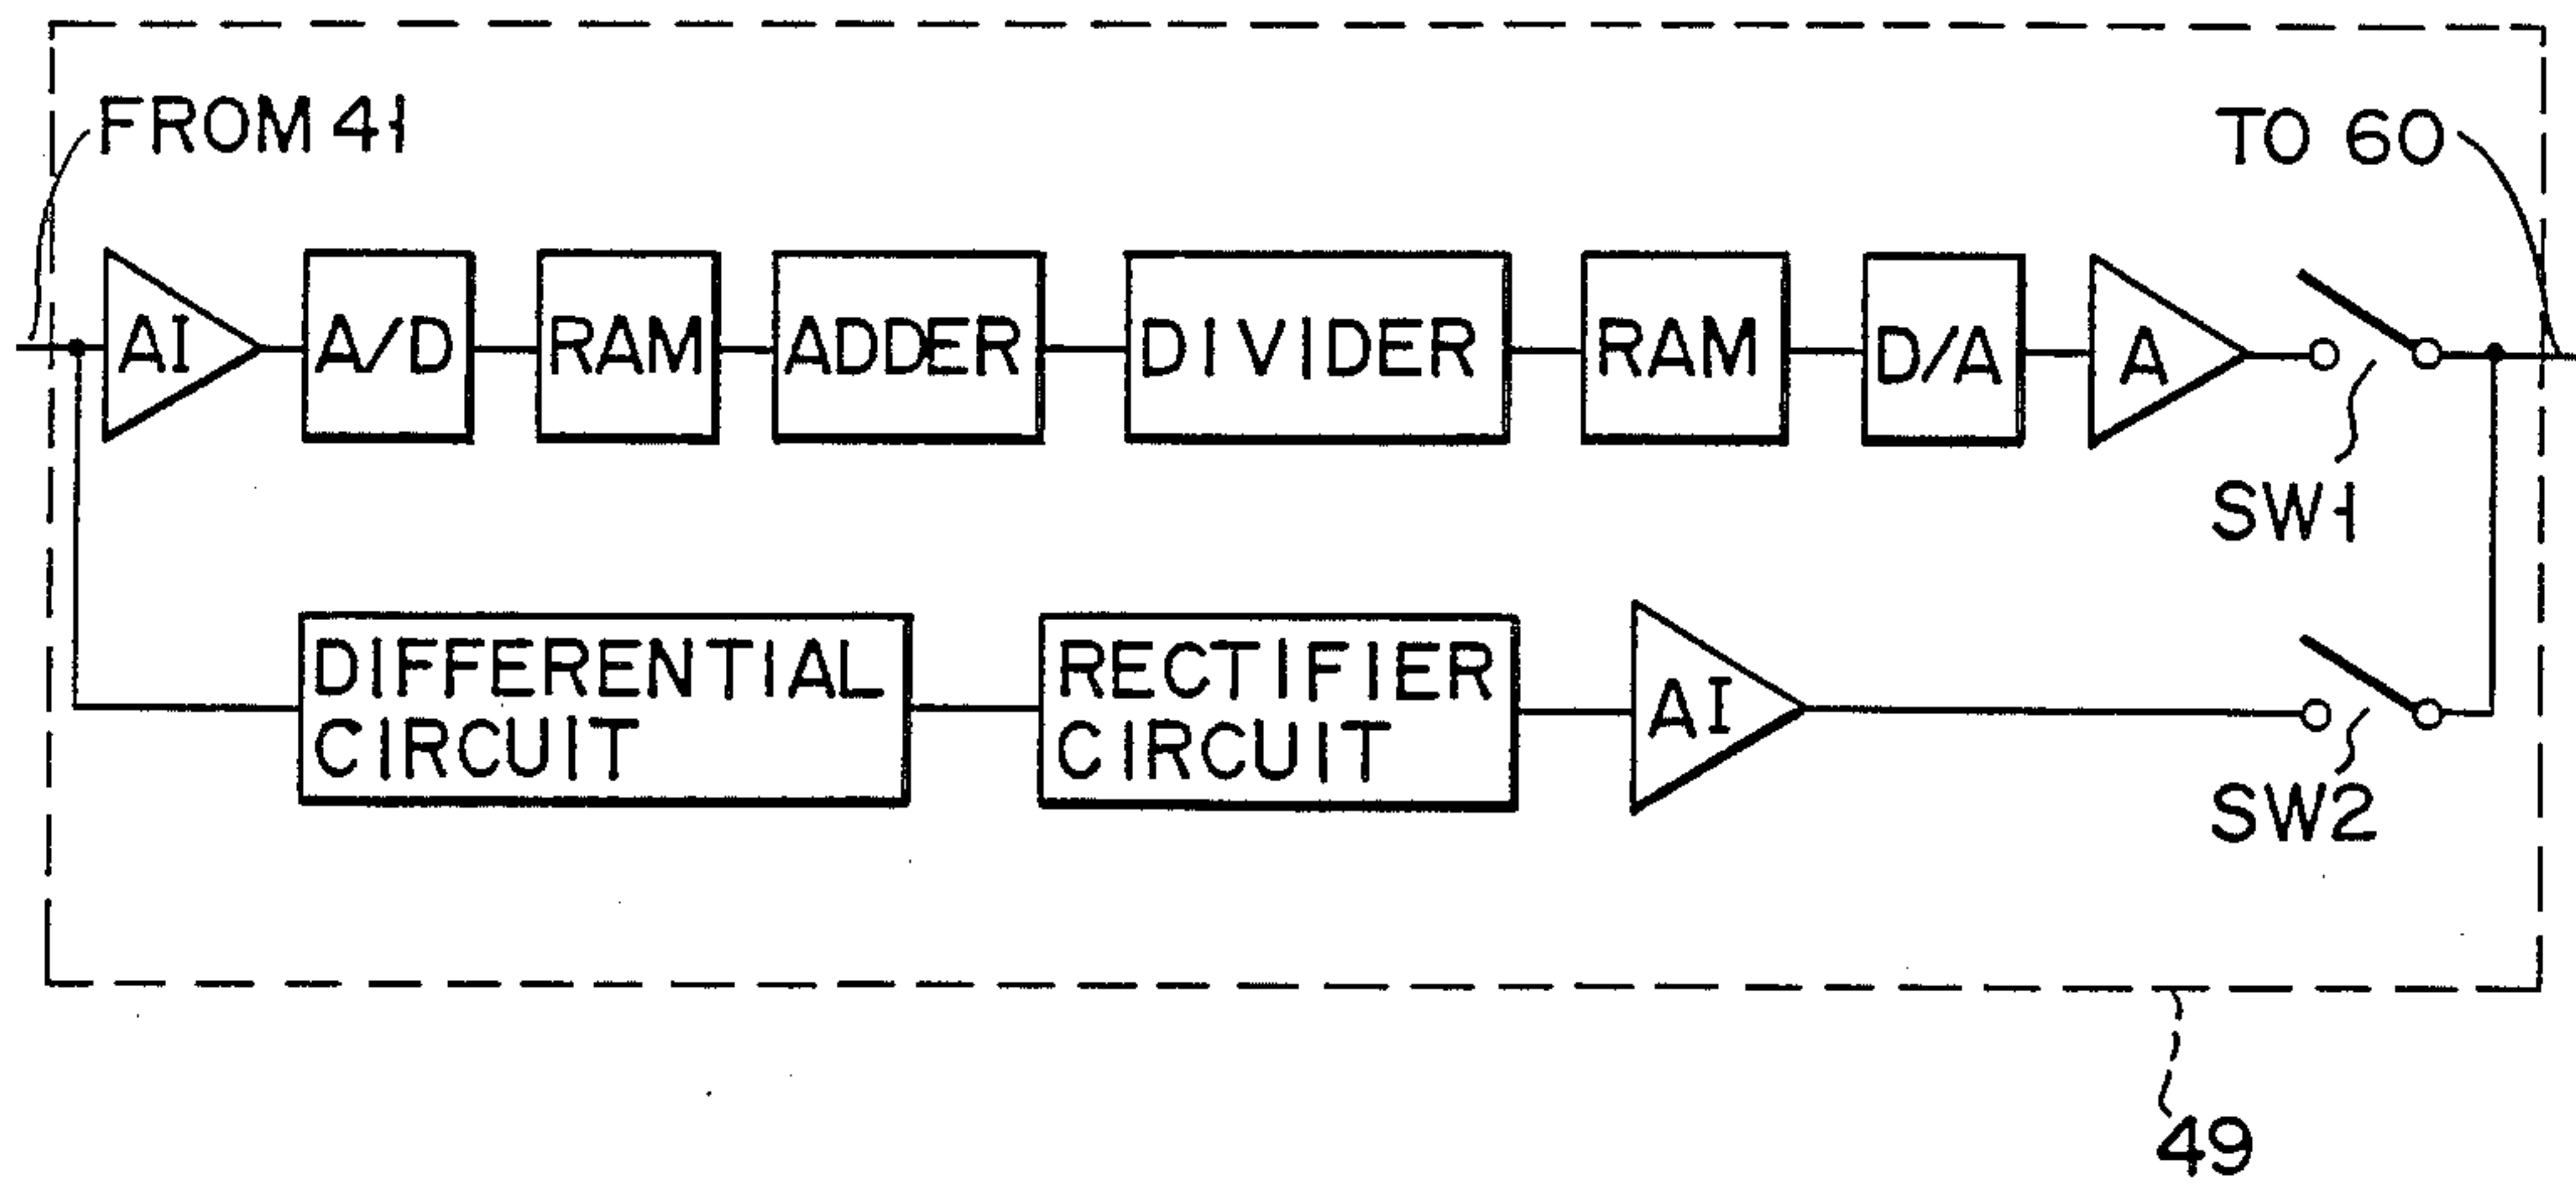 FROM 41
TO 60
AI
A/D
RAM
ADDER
DIVIDER
RAM
D/A
A
SW1
DIFFERENTIAL
CIRCUIT
RECTIFIER
CIRCUIT
AI
SW2
49